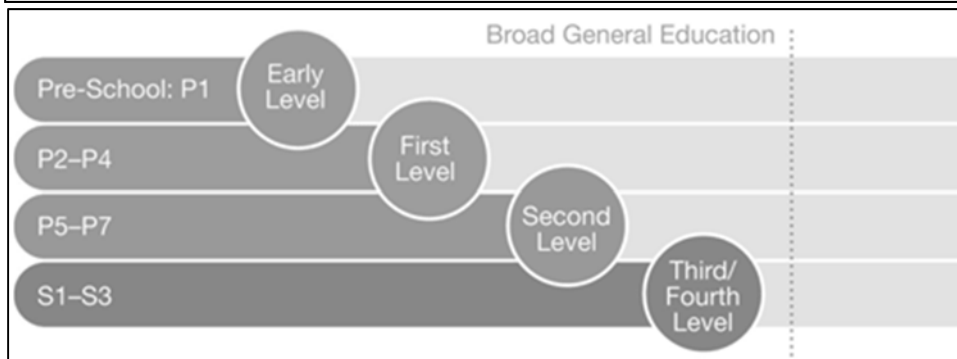 Broad General Education
Pre-School: P1
Early
Level
P2–P4
First
Level
P5–P7
Second
Level
S1–S3
Third/
Fourth
Level